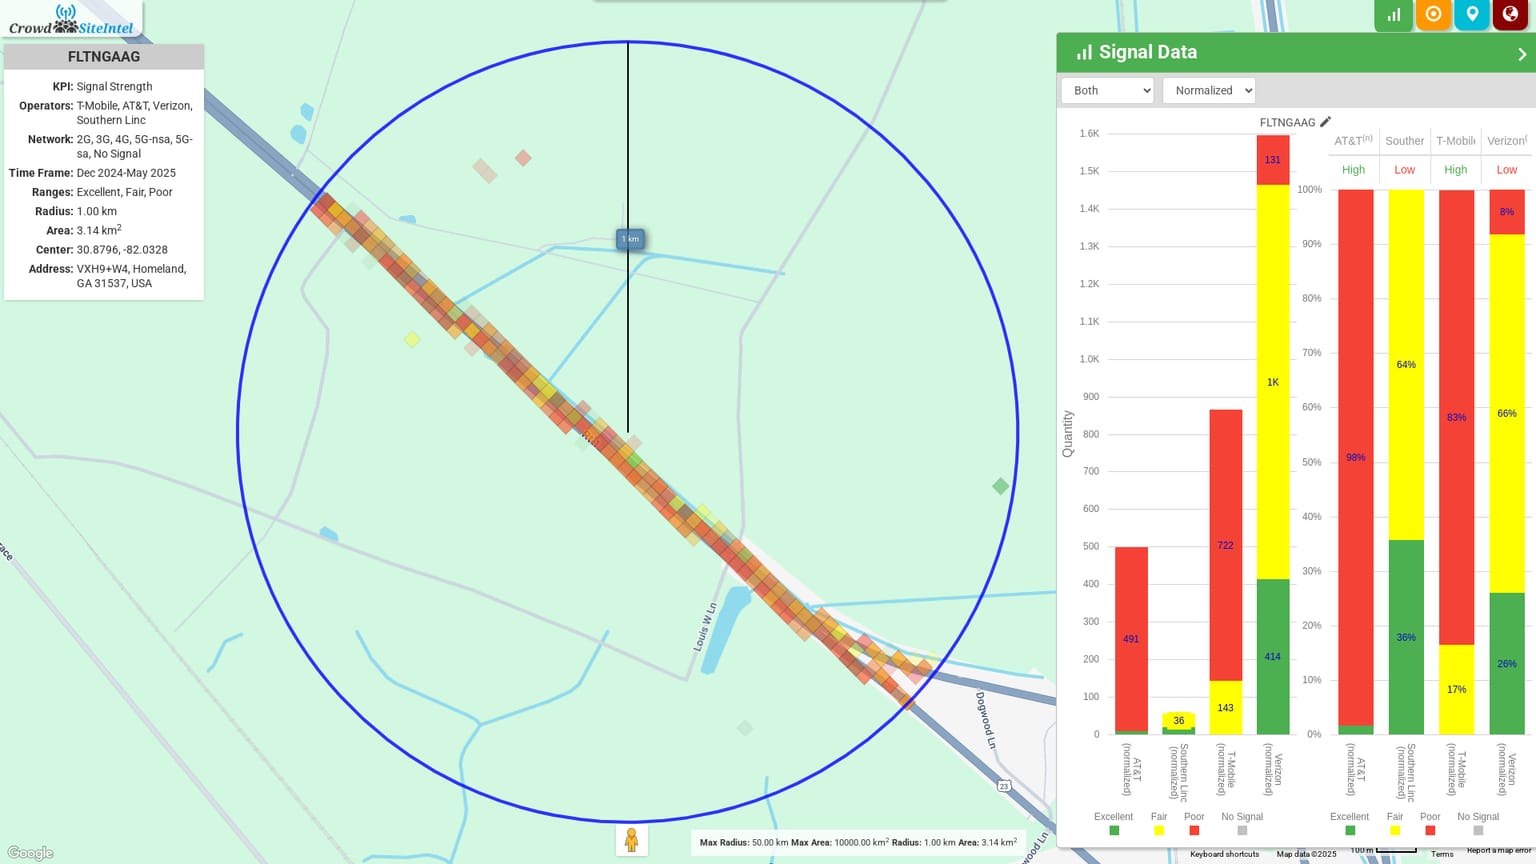 Crowd SiteIntel
FLTNGAAG
KPI: Signal Strength
Operators: T-Mobile, AT&T, Verizon,
Southern Linc
Network: 2G, 3G, 4G, 5G-nsa, 5G-
sa, No Signal
Time Frame: Dec 2024-May 2025
Ranges: Excellent, Fair, Poor
Radius: 1.00 km
Area: 3.14 km²
Center: 30.8796, -82.0328
Address: VXH9+W4, Homeland,
GA 31537, USA
1 km
Louis W Ln
Dogwood Ln
23
wood Ln
ace
Google
Max Radius: 50.00 km Max Area: 10000.00 km² Radius: 1.00 km Area: 3.14 km²
Signal Data
Both
Normalized
FLTNGAAG
1.6K
1.5K
1.4K
1.3K
1.2K
1.1K
1.0K
900
800
700
600
500
400
300
200
100
0
Quantity
491
36
722
143
131
1K
414
AT&T
(normalized)
Southern Linc
(normalized)
T-Mobile
(normalized)
Verizon
(normalized)
Excellent
Fair
Poor
No Signal
AT&T(n)
Souther
T-Mobile
Verizon(
High
Low
High
Low
100%
90%
80%
70%
60%
50%
40%
30%
20%
10%
0%
98%
64%
36%
83%
17%
8%
66%
26%
AT&T
(normalized)
Southern Linc
(normalized)
T-Mobile
(normalized)
Verizon
(normalized)
Excellent
Fair
Poor
No Signal
Keyboard shortcuts
Map data ©2025
100 m
Terms
Report a map error